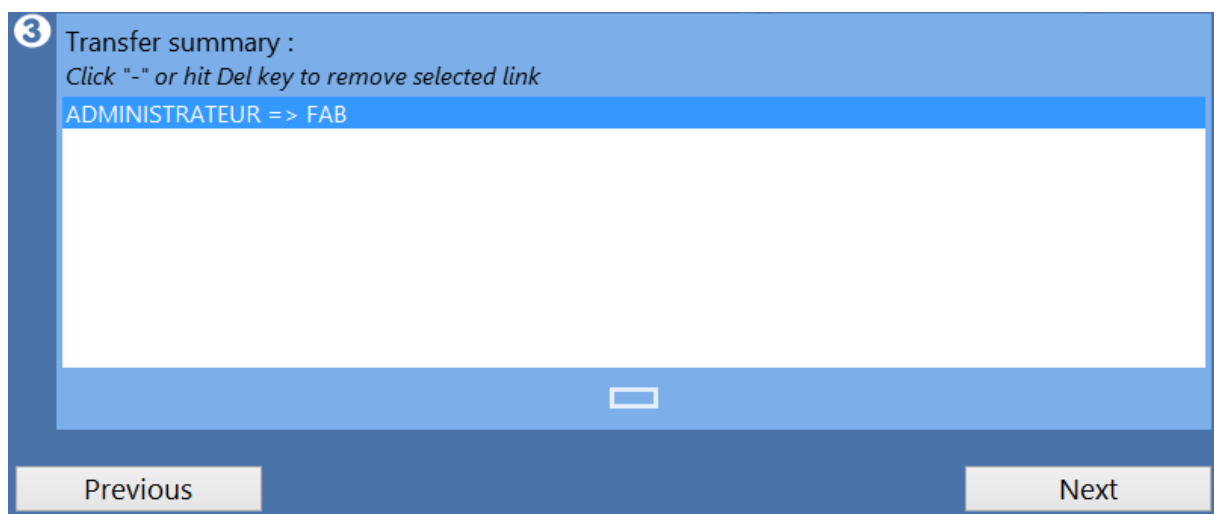 3
Transfer summary :
Click "-" or hit Del key to remove selected link
ADMINISTRATEUR => FAB
Previous
Next